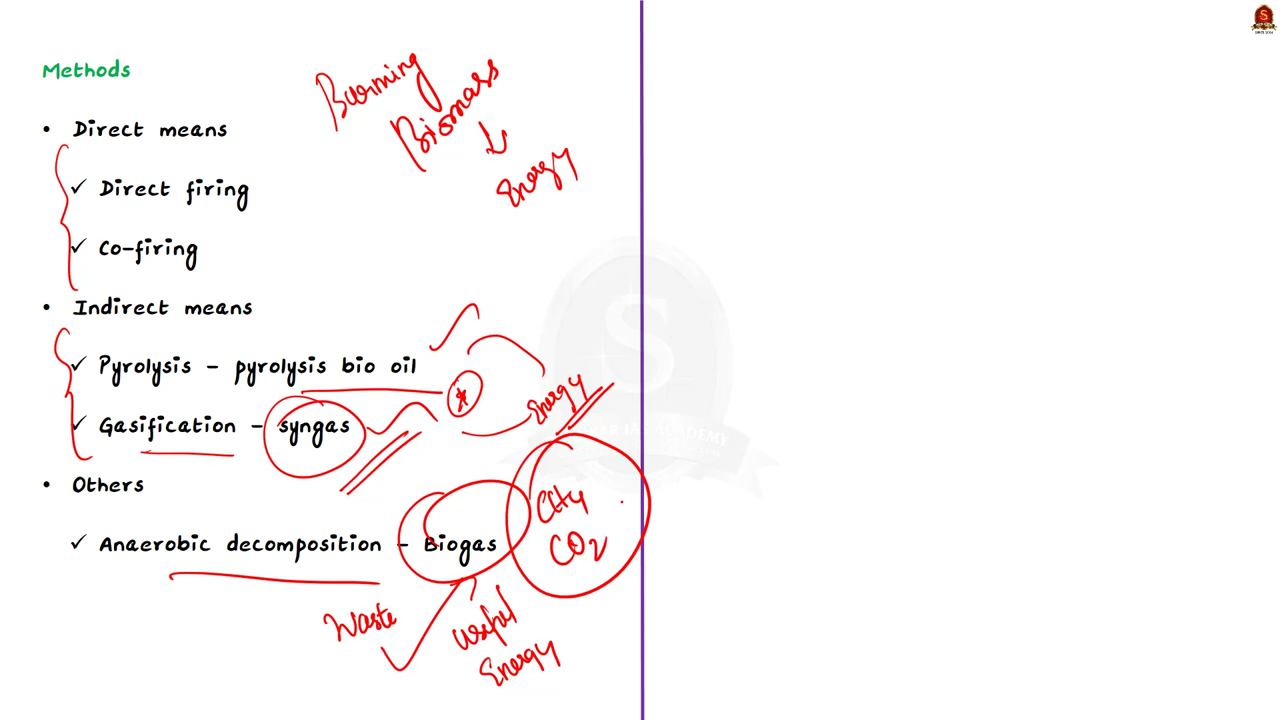 Methods
• Direct means
✓ Direct firing
✓ Co-firing
• Indirect means
✓ Pyrolysis - pyrolysis bio oil
✓ Gasification - syngas
• Others
✓ Anaerobic decomposition - Biogas
Burning
Biomass
↓
Energy
*
Energy
CH4
CO2
Waste
useful
Energy
S
ACADEMY
S